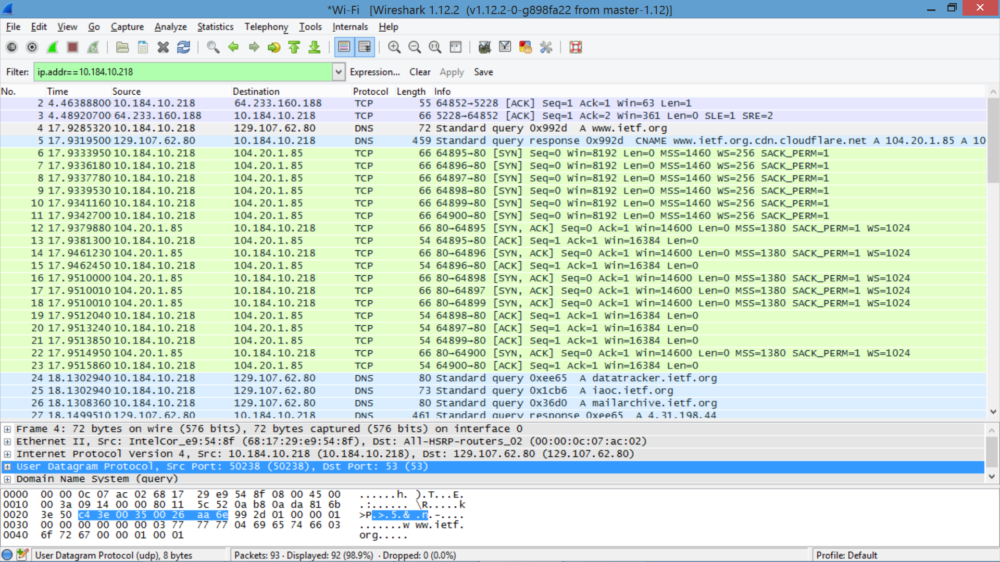 *Wi-Fi [Wireshark 1.12.2 (v1.12.2-0-g898fa22 from master-1.12)]
File Edit View Go Capture Analyze Statistics Telephony Tools Internals Help
Filter: ip.addr==10.184.10.218 Expression... Clear Apply Save
No. Time Source Destination Protocol Length Info
2 4.46388800 10.184.10.218 64.233.160.188 TCP 55 64852→5228 [ACK] Seq=1 Ack=1 Win=63 Len=1
3 4.48920700 64.233.160.188 10.184.10.218 TCP 66 5228→64852 [ACK] Seq=1 Ack=2 Win=361 Len=0 SLE=1 SRE=2
4 17.9285320 10.184.10.218 129.107.62.80 DNS 72 Standard query 0x992d A www.ietf.org
5 17.9319500 129.107.62.80 10.184.10.218 DNS 459 Standard query response 0x992d CNAME www.ietf.org.cdn.cloudflare.net A 104.20.1.85 A 10
6 17.9333950 10.184.10.218 104.20.1.85 TCP 66 64895→80 [SYN] Seq=0 Win=8192 Len=0 MSS=1460 WS=256 SACK_PERM=1
7 17.9336180 10.184.10.218 104.20.1.85 TCP 66 64896→80 [SYN] Seq=0 Win=8192 Len=0 MSS=1460 WS=256 SACK_PERM=1
8 17.9337780 10.184.10.218 104.20.1.85 TCP 66 64897→80 [SYN] Seq=0 Win=8192 Len=0 MSS=1460 WS=256 SACK_PERM=1
9 17.9339530 10.184.10.218 104.20.1.85 TCP 66 64898→80 [SYN] Seq=0 Win=8192 Len=0 MSS=1460 WS=256 SACK_PERM=1
10 17.9341160 10.184.10.218 104.20.1.85 TCP 66 64899→80 [SYN] Seq=0 Win=8192 Len=0 MSS=1460 WS=256 SACK_PERM=1
11 17.9342700 10.184.10.218 104.20.1.85 TCP 66 64900→80 [SYN] Seq=0 Win=8192 Len=0 MSS=1460 WS=256 SACK_PERM=1
12 17.9379880 104.20.1.85 10.184.10.218 TCP 66 80→64895 [SYN, ACK] Seq=0 Ack=1 Win=14600 Len=0 MSS=1380 SACK_PERM=1 WS=1024
13 17.9381300 10.184.10.218 104.20.1.85 TCP 54 64895→80 [ACK] Seq=1 Ack=1 Win=16384 Len=0
14 17.9461230 104.20.1.85 10.184.10.218 TCP 66 80→64896 [SYN, ACK] Seq=0 Ack=1 Win=14600 Len=0 MSS=1380 SACK_PERM=1 WS=1024
15 17.9462450 10.184.10.218 104.20.1.85 TCP 54 64896→80 [ACK] Seq=1 Ack=1 Win=16384 Len=0
16 17.9510000 104.20.1.85 10.184.10.218 TCP 66 80→64898 [SYN, ACK] Seq=0 Ack=1 Win=14600 Len=0 MSS=1380 SACK_PERM=1 WS=1024
17 17.9510010 104.20.1.85 10.184.10.218 TCP 66 80→64897 [SYN, ACK] Seq=0 Ack=1 Win=14600 Len=0 MSS=1380 SACK_PERM=1 WS=1024
18 17.9510010 104.20.1.85 10.184.10.218 TCP 66 80→64899 [SYN, ACK] Seq=0 Ack=1 Win=14600 Len=0 MSS=1380 SACK_PERM=1 WS=1024
19 17.9512040 10.184.10.218 104.20.1.85 TCP 54 64898→80 [ACK] Seq=1 Ack=1 Win=16384 Len=0
20 17.9513240 10.184.10.218 104.20.1.85 TCP 54 64897→80 [ACK] Seq=1 Ack=1 Win=16384 Len=0
21 17.9513850 10.184.10.218 104.20.1.85 TCP 54 64899→80 [ACK] Seq=1 Ack=1 Win=16384 Len=0
22 17.9514950 104.20.1.85 10.184.10.218 TCP 66 80→64900 [SYN, ACK] Seq=0 Ack=1 Win=14600 Len=0 MSS=1380 SACK_PERM=1 WS=1024
23 17.9515860 10.184.10.218 104.20.1.85 TCP 54 64900→80 [ACK] Seq=1 Ack=1 Win=16384 Len=0
24 18.1302940 10.184.10.218 129.107.62.80 DNS 80 Standard query 0xee65 A datatracker.ietf.org
25 18.1302940 10.184.10.218 129.107.62.80 DNS 73 Standard query 0x1cb6 A iaoc.ietf.org
26 18.1308360 10.184.10.218 129.107.62.80 DNS 80 Standard query 0x36d0 A mailarchive.ietf.org
27 18.1499510 129.107.62.80 10.184.10.218 DNS 461 Standard query response 0xee65 A 4.31.198.44
Frame 4: 72 bytes on wire (576 bits), 72 bytes captured (576 bits) on interface 0
Ethernet II, Src: IntelCor_e9:54:8f (68:17:29:e9:54:8f), Dst: All-HSRP-routers_02 (00:00:0c:07:ac:02)
Internet Protocol Version 4, Src: 10.184.10.218 (10.184.10.218), Dst: 129.107.62.80 (129.107.62.80)
User Datagram Protocol, Src Port: 50238 (50238), Dst Port: 53 (53)
Domain Name System (query)
0000 00 00 0c 07 ac 02 68 17 29 e9 54 8f 08 00 45 00 ......h. ).T...E.
0010 00 3a 09 14 00 00 80 11 5c 52 0a b8 0a da 81 6b .:...... \R.....k
0020 3e 50 c4 3e 00 35 00 26 aa 6e 99 2d 01 00 00 01 >P.>.5.& .n.-....
0030 00 00 00 00 00 00 03 77 77 77 04 69 65 74 66 03 .......w ww.ietf.
0040 6f 72 67 00 00 01 00 01 org.....
User Datagram Protocol (udp), 8 bytes Packets: 93 · Displayed: 92 (98.9%) · Dropped: 0 (0.0%) Profile: Default